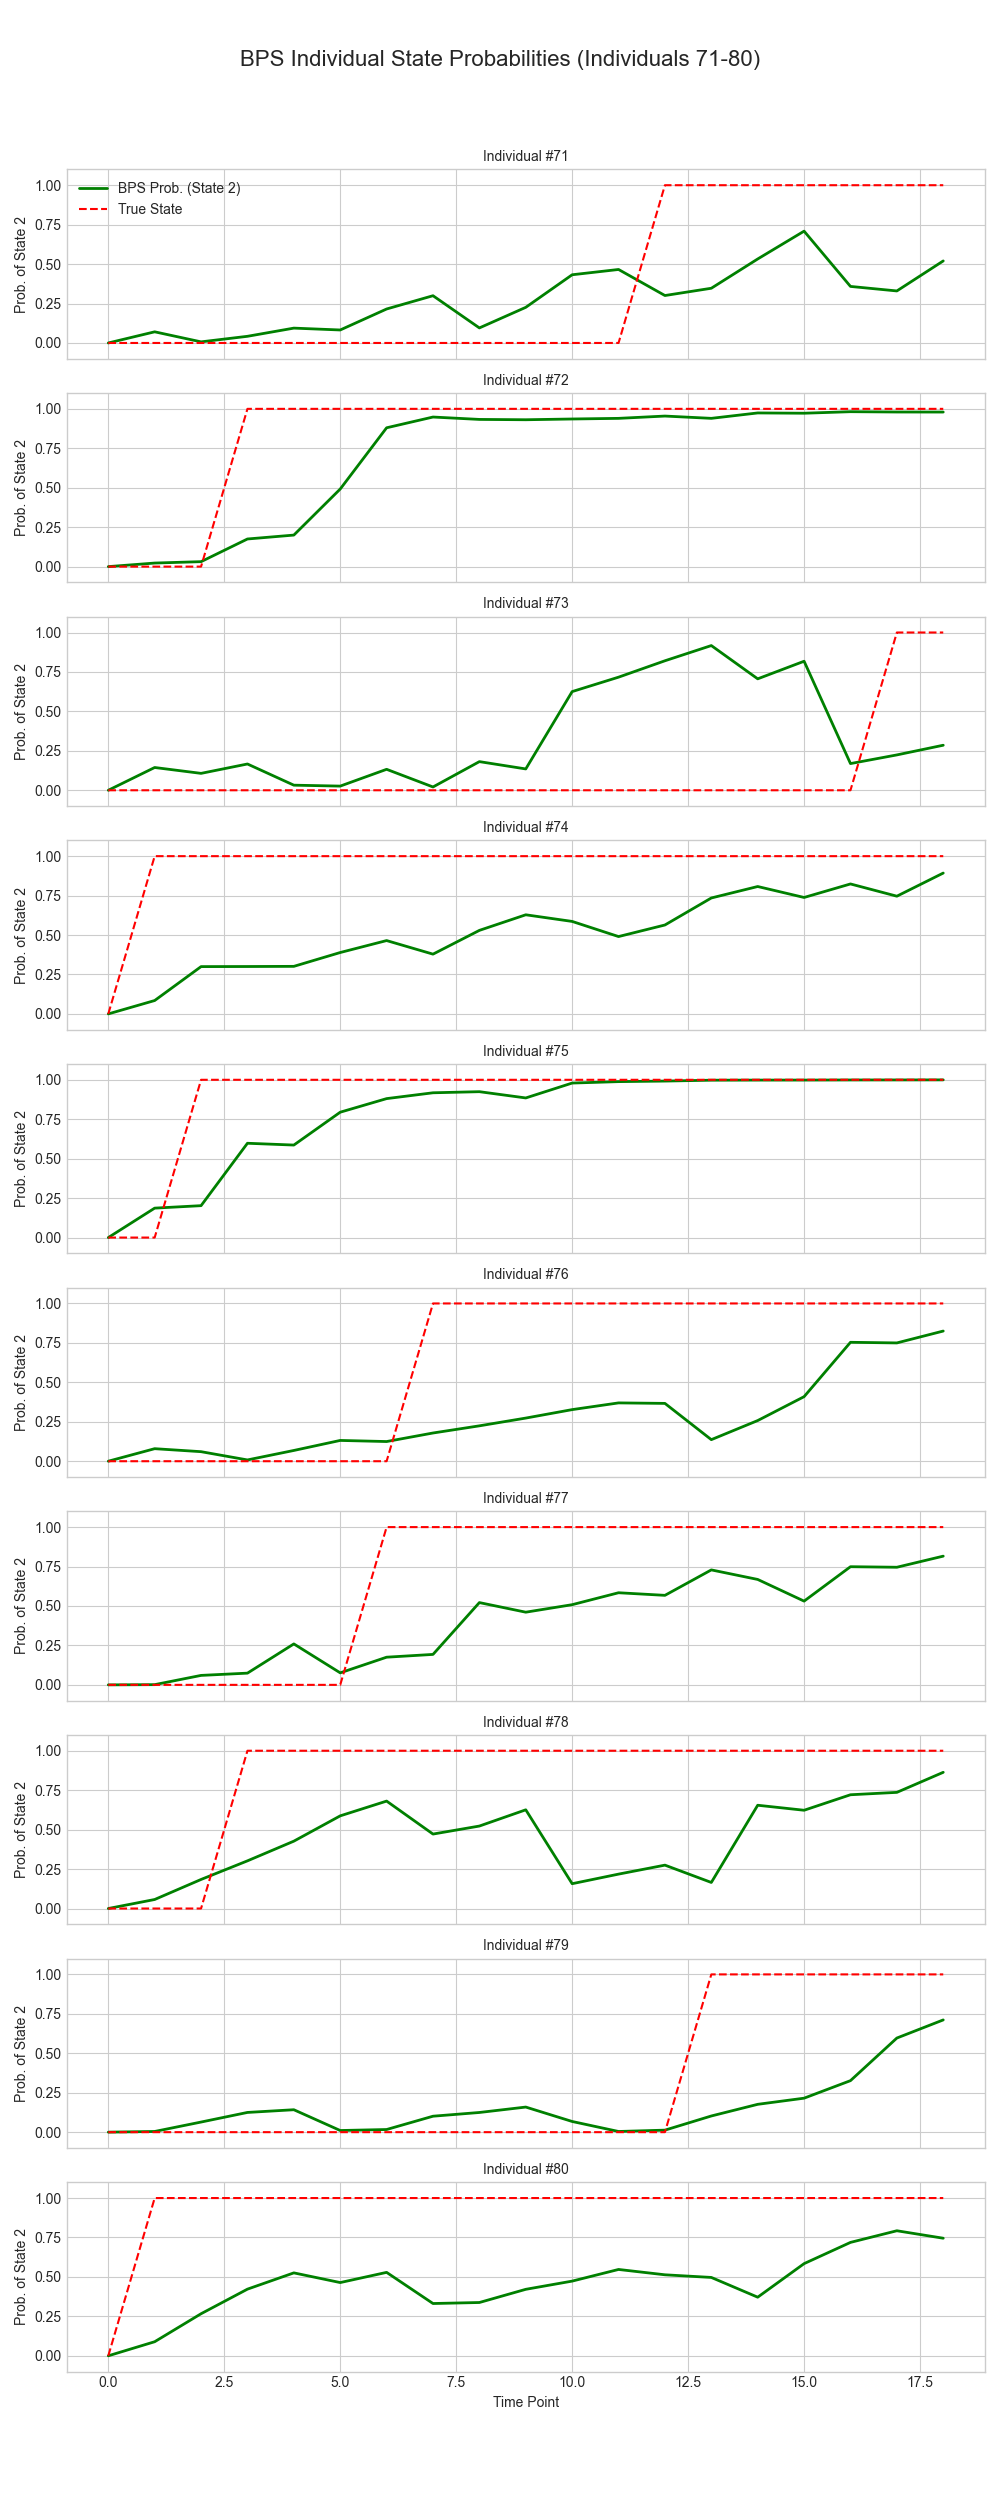 BPS Individual State Probabilities (Individuals 71-80)
Individual #71
BPS Prob. (State 2)
True State
Prob. of State 2
1.00
0.75
0.50
0.25
0.00
Individual #72
Prob. of State 2
1.00
0.75
0.50
0.25
0.00
Individual #73
Prob. of State 2
1.00
0.75
0.50
0.25
0.00
Individual #74
Prob. of State 2
1.00
0.75
0.50
0.25
0.00
Individual #75
Prob. of State 2
1.00
0.75
0.50
0.25
0.00
Individual #76
Prob. of State 2
1.00
0.75
0.50
0.25
0.00
Individual #77
Prob. of State 2
1.00
0.75
0.50
0.25
0.00
Individual #78
Prob. of State 2
1.00
0.75
0.50
0.25
0.00
Individual #79
Prob. of State 2
1.00
0.75
0.50
0.25
0.00
Individual #80
Prob. of State 2
1.00
0.75
0.50
0.25
0.00
0.0 2.5 5.0 7.5 10.0 12.5 15.0 17.5
Time Point